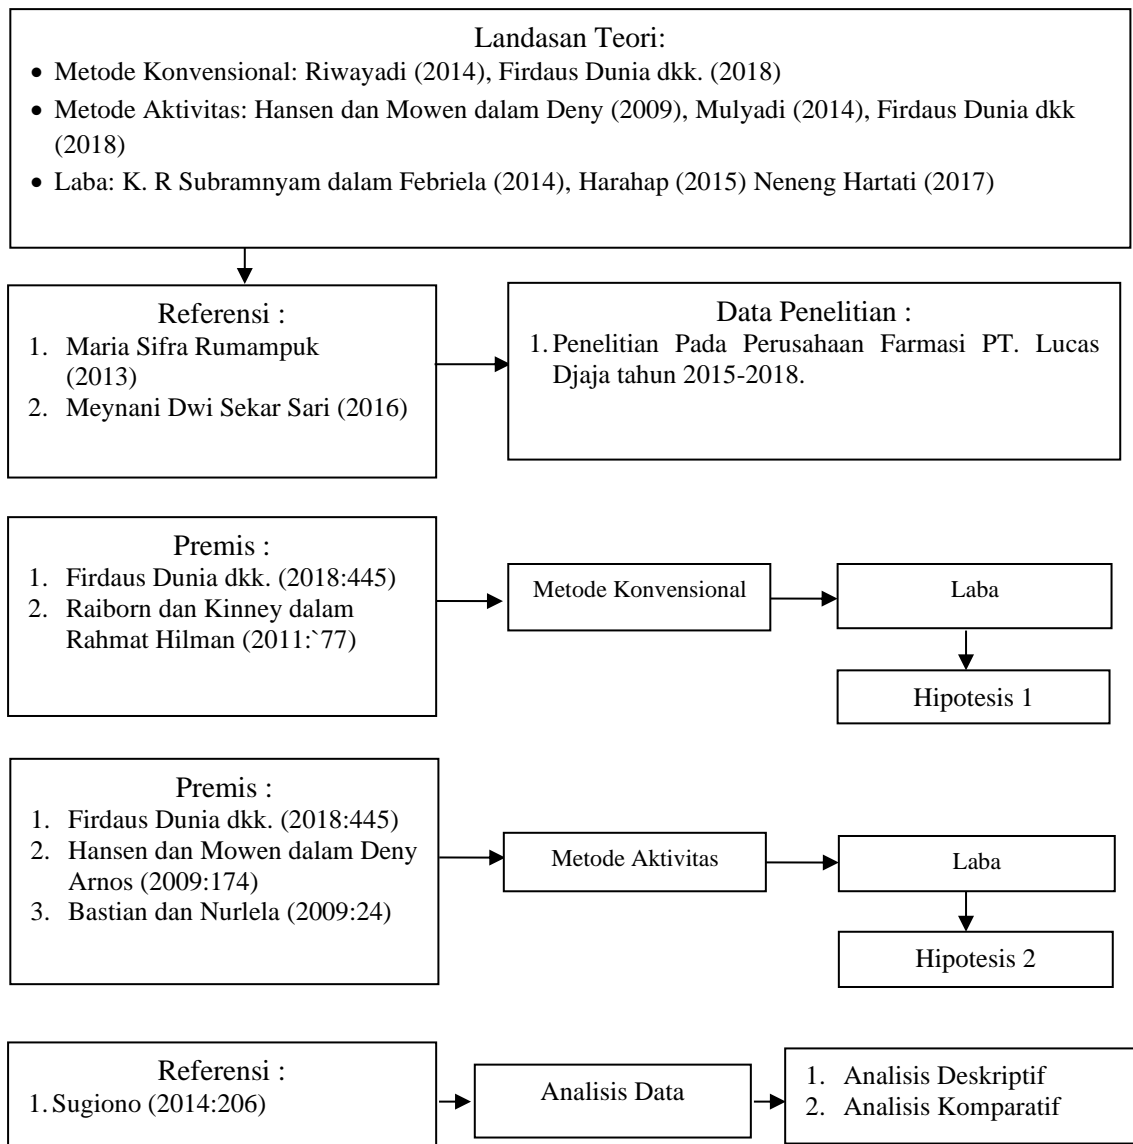 Landasan Teori:
• Metode Konvensional: Riwayadi (2014), Firdaus Dunia dkk. (2018)
• Metode Aktivitas: Hansen dan Mowen dalam Deny (2009), Mulyadi (2014), Firdaus Dunia dkk
(2018)
• Laba: K. R Subramnyam dalam Febriela (2014), Harahap (2015) Neneng Hartati (2017)
Referensi :
1. Maria Sifra Rumampuk
(2013)
2. Meynani Dwi Sekar Sari (2016)
Data Penelitian :
1. Penelitian Pada Perusahaan Farmasi PT. Lucas
Djaja tahun 2015-2018.
Premis :
1. Firdaus Dunia dkk. (2018:445)
2. Raiborn dan Kinney dalam
Rahmat Hilman (2011:`77)
Metode Konvensional
Laba
Hipotesis 1
Premis :
1. Firdaus Dunia dkk. (2018:445)
2. Hansen dan Mowen dalam Deny
Arnos (2009:174)
3. Bastian dan Nurlela (2009:24)
Metode Aktivitas
Laba
Hipotesis 2
Referensi :
1. Sugiono (2014:206)
Analisis Data
1. Analisis Deskriptif
2. Analisis Komparatif